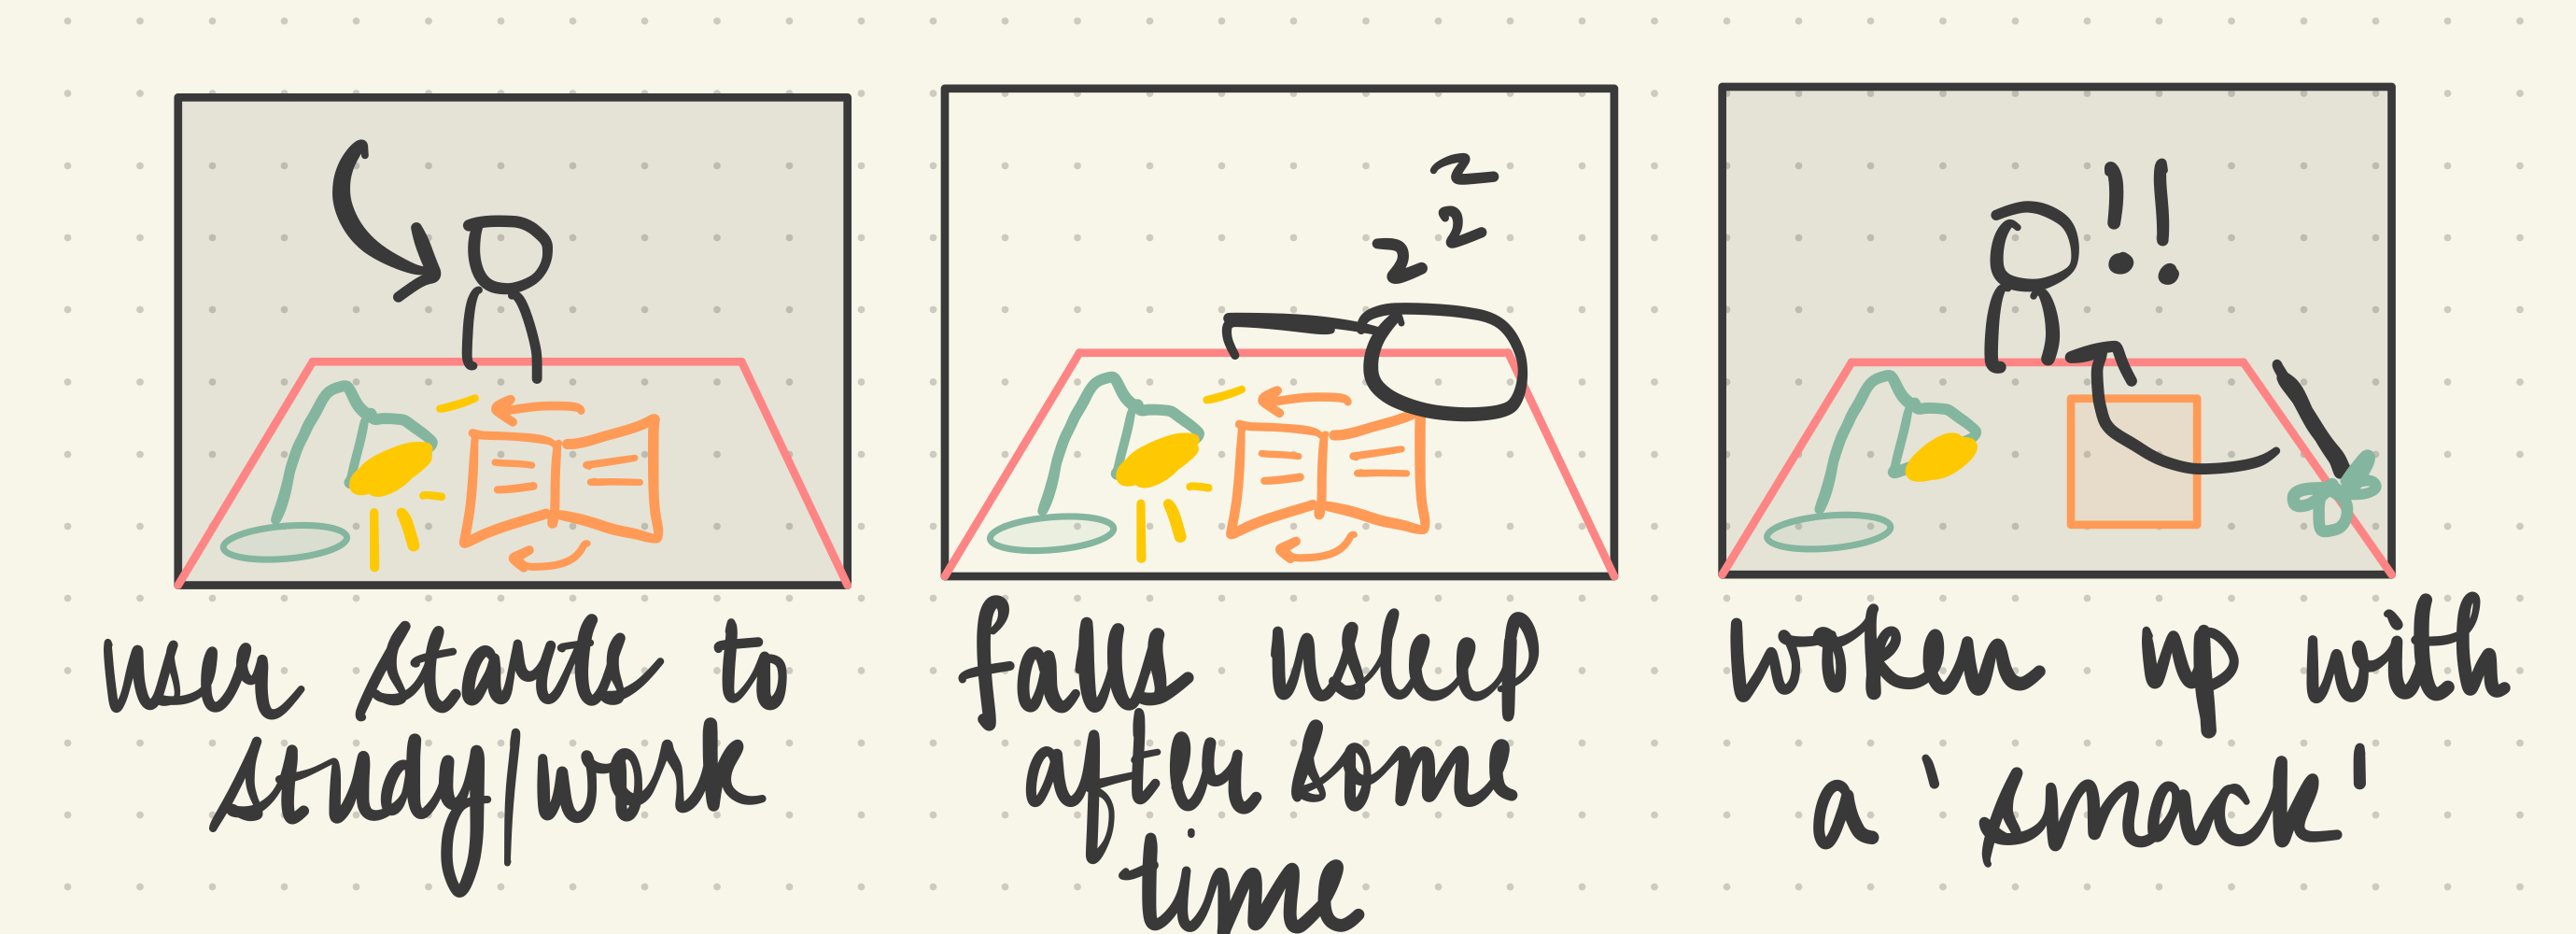 user starts to
study/work
z
z
z
falls asleep
after some
time
!!
woken up with
a 'smack'